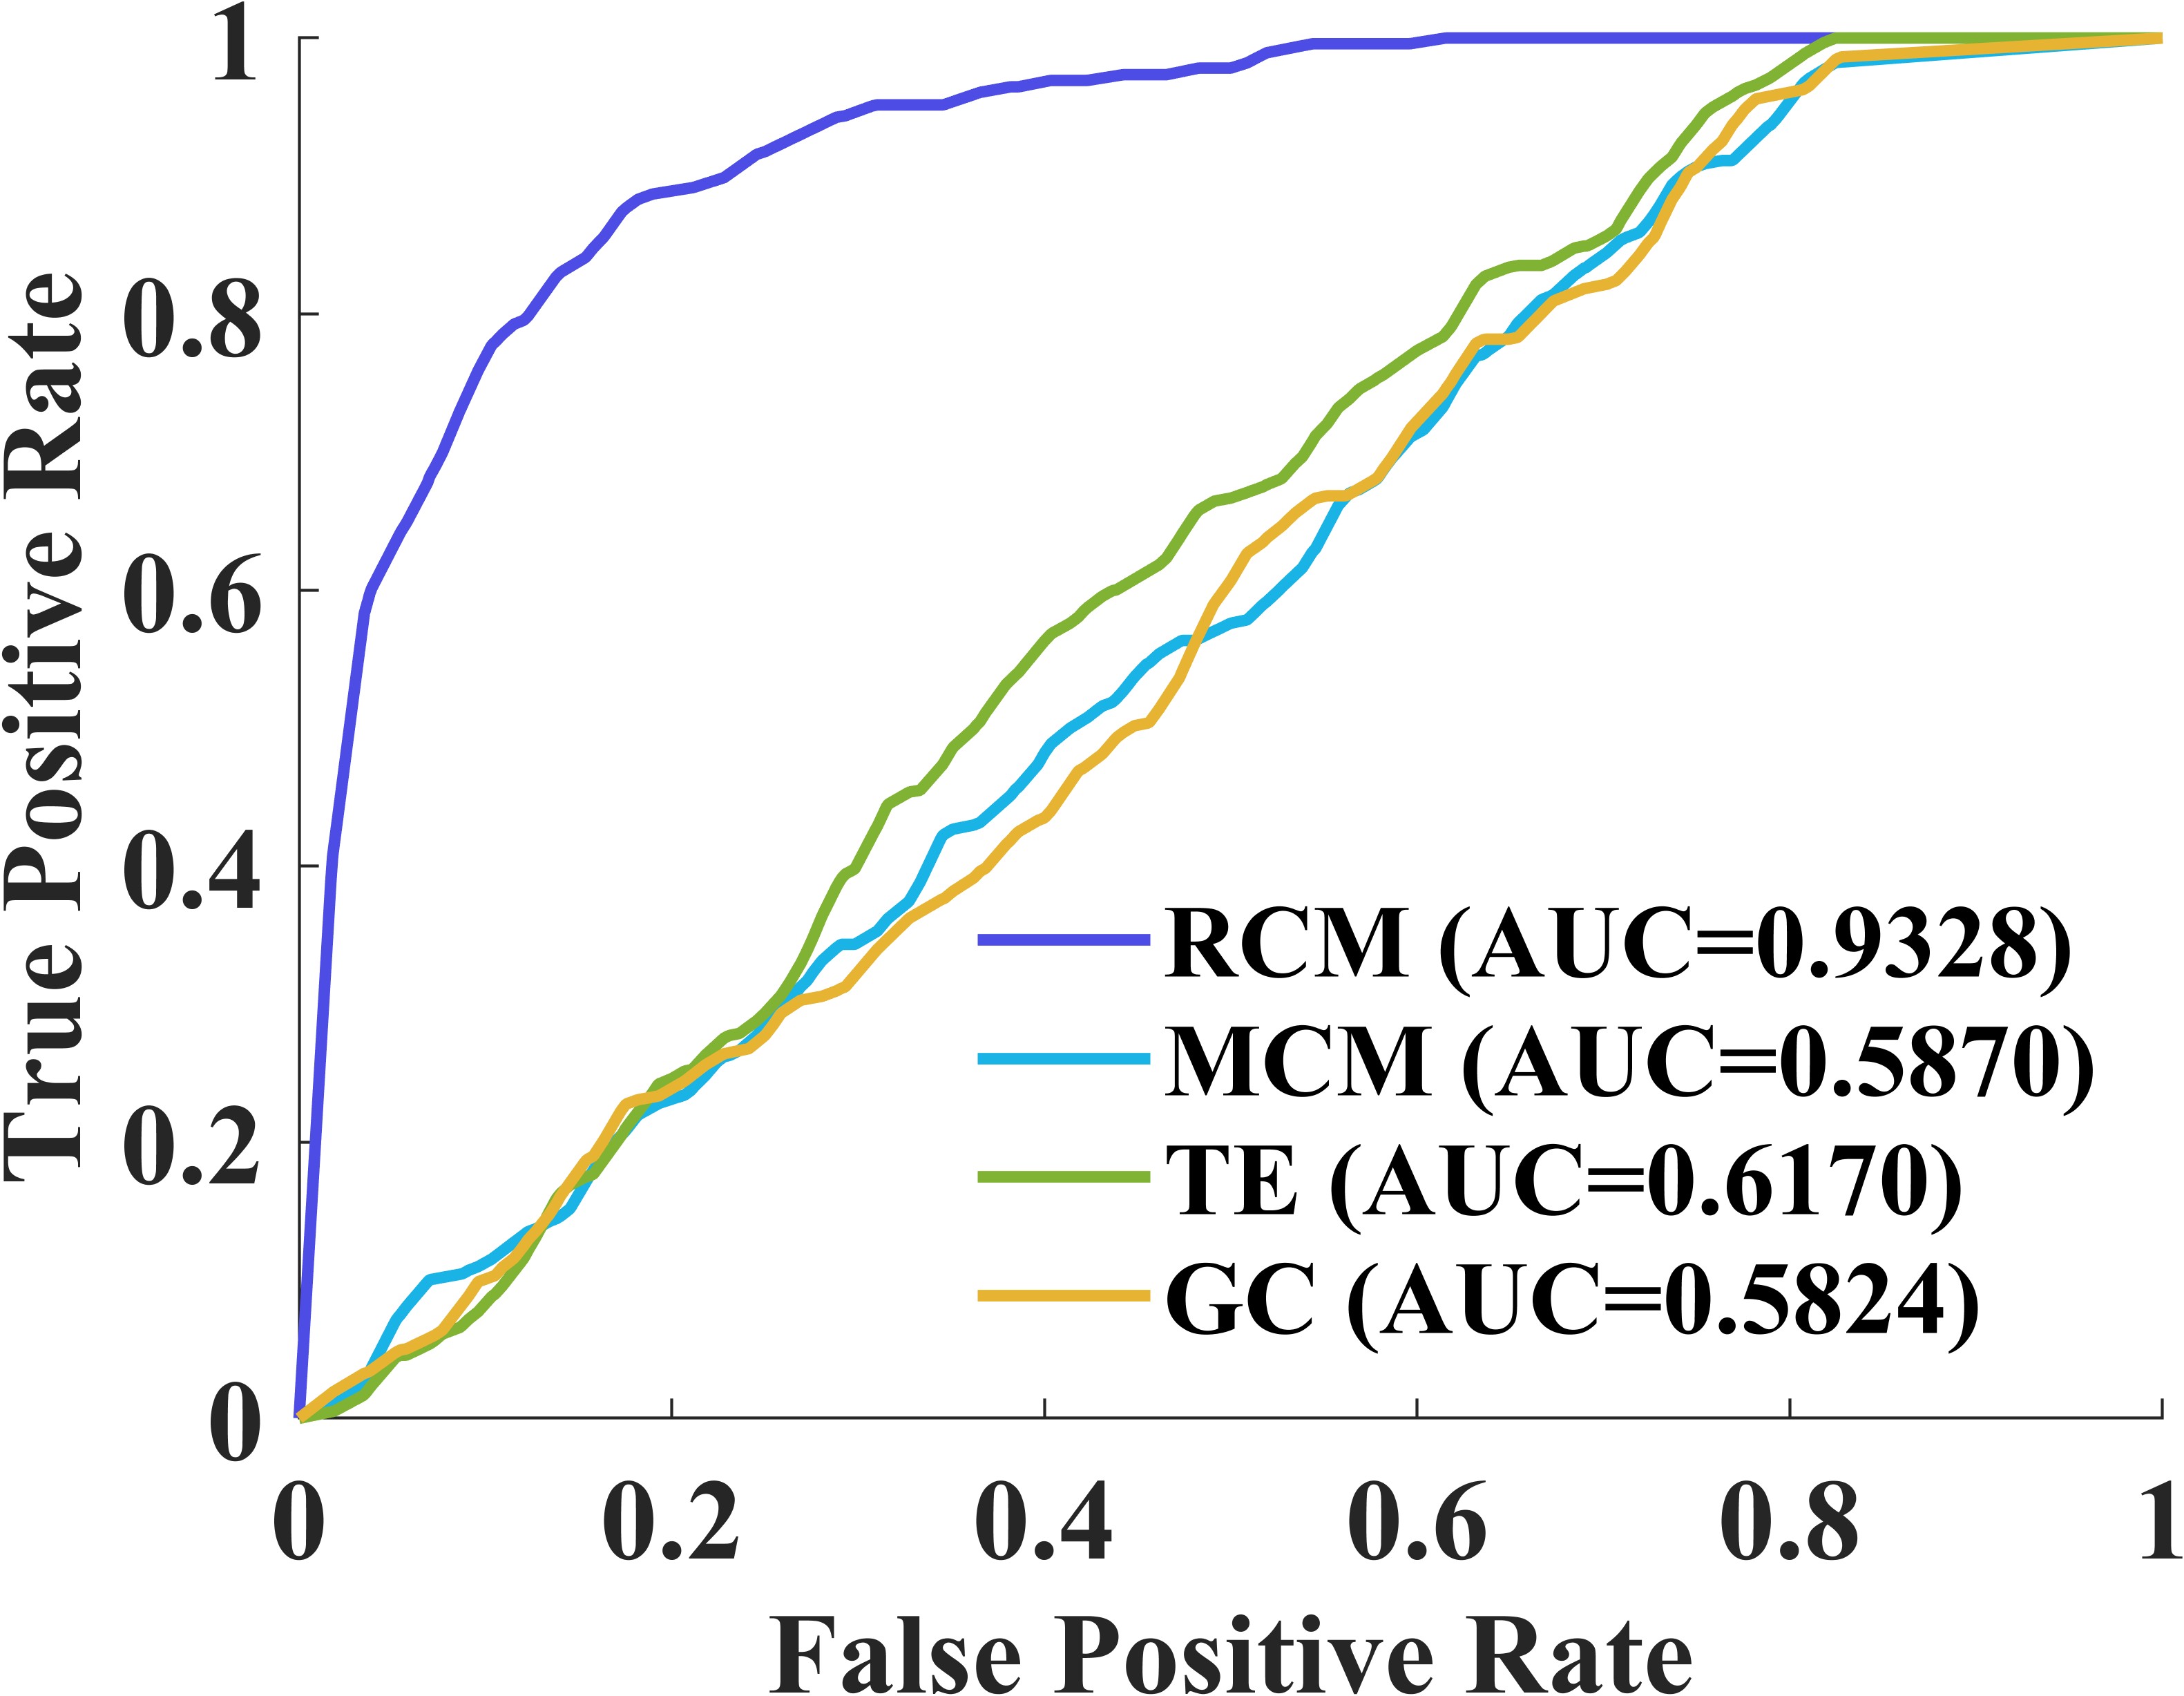 True Positive Rate
1
0.8
0.6
0.4
0.2
0
RCM (AUC=0.9328)
MCM (AUC=0.5870)
TE (AUC=0.6170)
GC (AUC=0.5824)
0 0.2 0.4 0.6 0.8 1
False Positive Rate